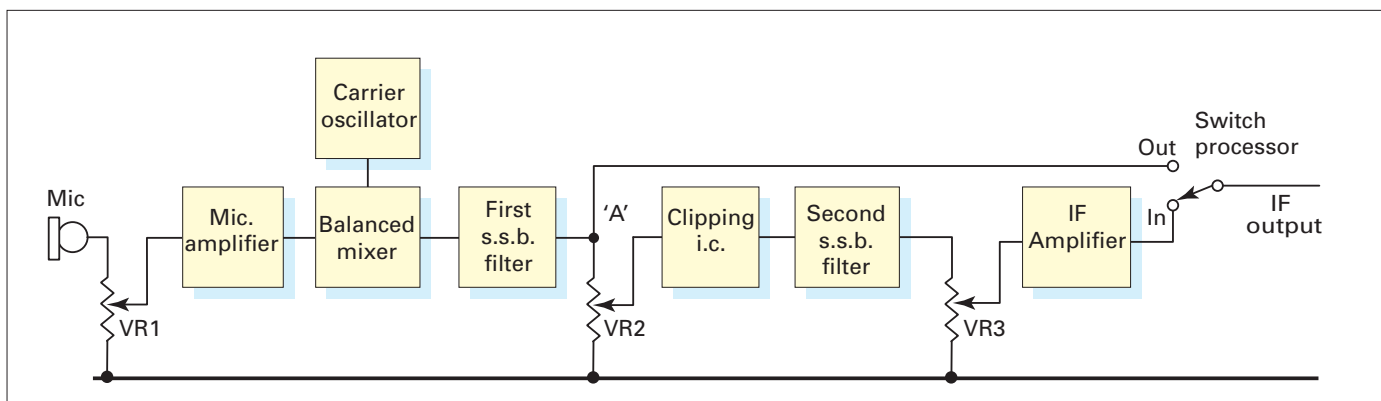 Carrier
oscillator
Switch
processor
Out
Mic
Mic.
amplifier
Balanced
mixer
First
s.s.b.
filter
'A'
Clipping
i.c.
Second
s.s.b.
filter
IF
Amplifier
In
IF
output
VR1
VR2
VR3